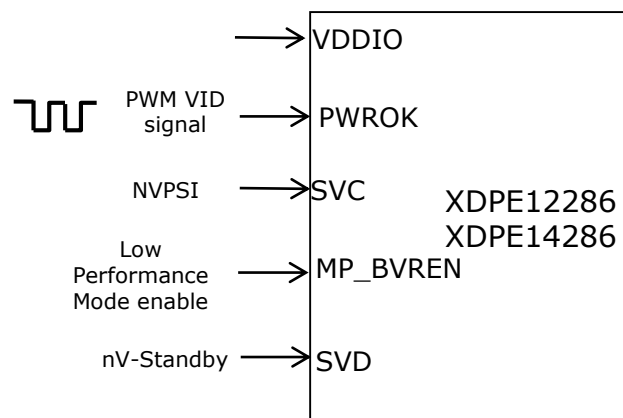 VDDIO
PWM VID
signal
PWROK
NVPSI
SVC
XDPE12286
XDPE14286
Low
Performance
Mode enable
MP_BVREN
nV-Standby
SVD